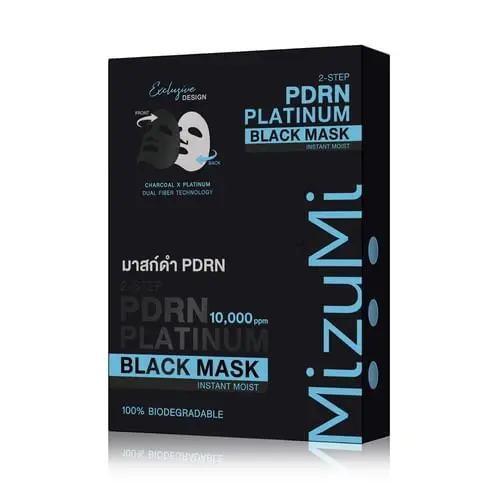 Exclusive
DESIGN
FRONT
BACK
CHARCOAL X PLATINUM
DUAL FIBER TECHNOLOGY
มาสก์ดำ PDRN
2-STEP
PDRN 10,000 ppm
PLATINUM
BLACK MASK
INSTANT MOIST
100% BIODEGRADABLE
2-STEP
PDRN
PLATINUM
BLACK MASK
INSTANT MOIST
MizuMi